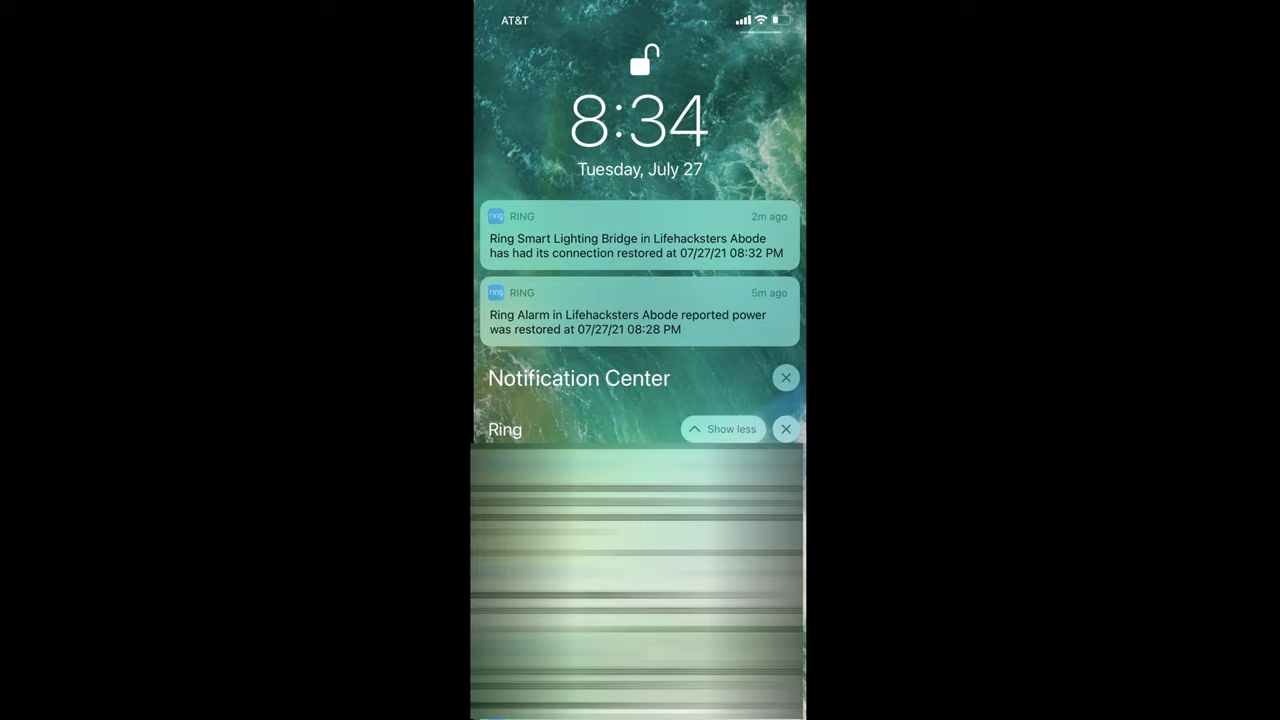 AT&T
8:34
Tuesday, July 27
ring RING 2m ago
Ring Smart Lighting Bridge in Lifehacksters Abode
has had its connection restored at 07/27/21 08:32 PM
ring RING 5m ago
Ring Alarm in Lifehacksters Abode reported power
was restored at 07/27/21 08:28 PM
Notification Center
Ring Show less